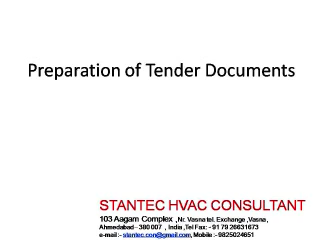 Preparation of Tender Documents
STANTEC HVAC CONSULTANT
103 Aagam Complex ,Nr. Vasna tel. Exchange ,Vasna,
Ahmedabad - 380 007 , India ,Tel Fax: - 91 79 26631673
e-mail :- stantec.con@gmail.com, Mobile :- 9825024651